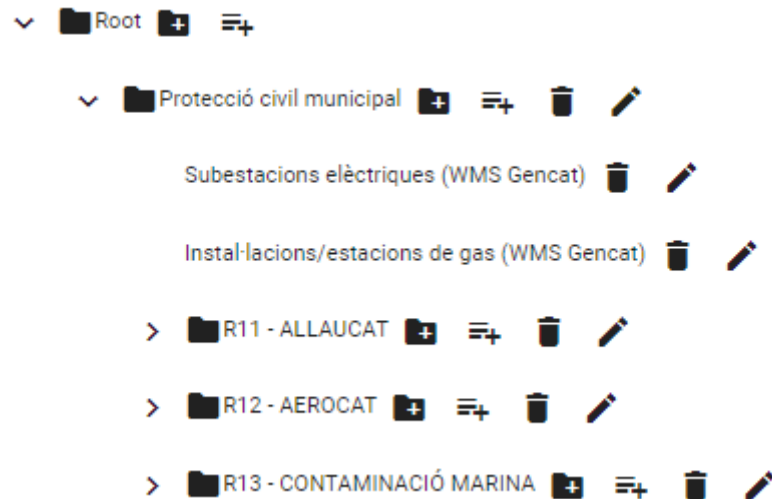 Root
Protecció civil municipal
Subestacions elèctriques (WMS Gencat)
Instal·lacions/estacions de gas (WMS Gencat)
R11 - ALLAUCAT
R12 - AEROCAT
R13 - CONTAMINACIÓ MARINA